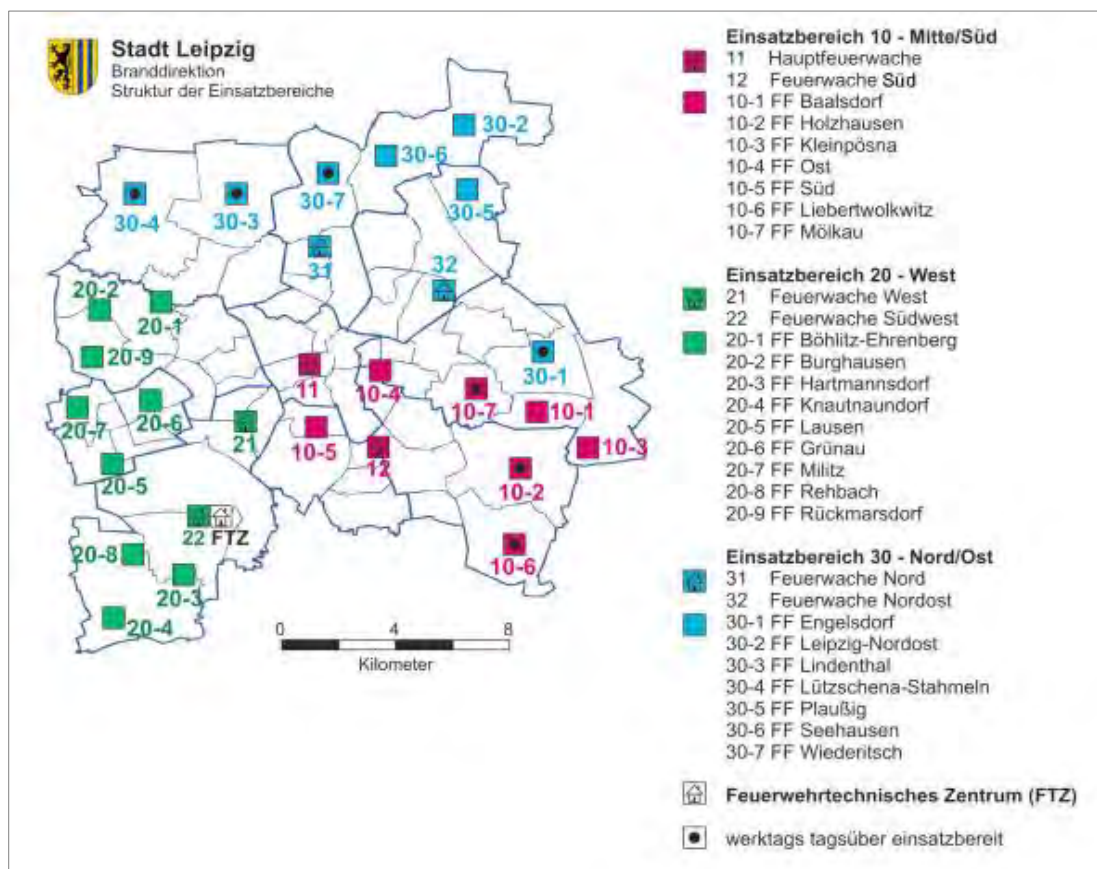 Stadt Leipzig
Branddirektion
Struktur der Einsatzbereiche
30-2
30-6
30-4
30-3
30-7
30-5
31
32
20-2
20-1
20-9
30-1
11
10-4
10-7
10-1
20-7
20-6
21
10-5
12
10-3
20-5
10-2
22 FTZ
20-8
10-6
20-3
20-4
0 4 8
Kilometer
Einsatzbereich 10 - Mitte/Süd
11 Hauptfeuerwache
12 Feuerwache Süd
10-1 FF Baalsdorf
10-2 FF Holzhausen
10-3 FF Kleinpösna
10-4 FF Ost
10-5 FF Süd
10-6 FF Liebertwolkwitz
10-7 FF Mölkau
Einsatzbereich 20 - West
21 Feuerwache West
22 Feuerwache Südwest
20-1 FF Böhlitz-Ehrenberg
20-2 FF Burghausen
20-3 FF Hartmannsdorf
20-4 FF Knautnaundorf
20-5 FF Lausen
20-6 FF Grünau
20-7 FF Militz
20-8 FF Rehbach
20-9 FF Rückmarsdorf
Einsatzbereich 30 - Nord/Ost
31 Feuerwache Nord
32 Feuerwache Nordost
30-1 FF Engelsdorf
30-2 FF Leipzig-Nordost
30-3 FF Lindenthal
30-4 FF Lützschena-Stahmeln
30-5 FF Plaußig
30-6 FF Seehausen
30-7 FF Wiederitsch
Feuerwehrtechnisches Zentrum (FTZ)
werktags tagsüber einsatzbereit